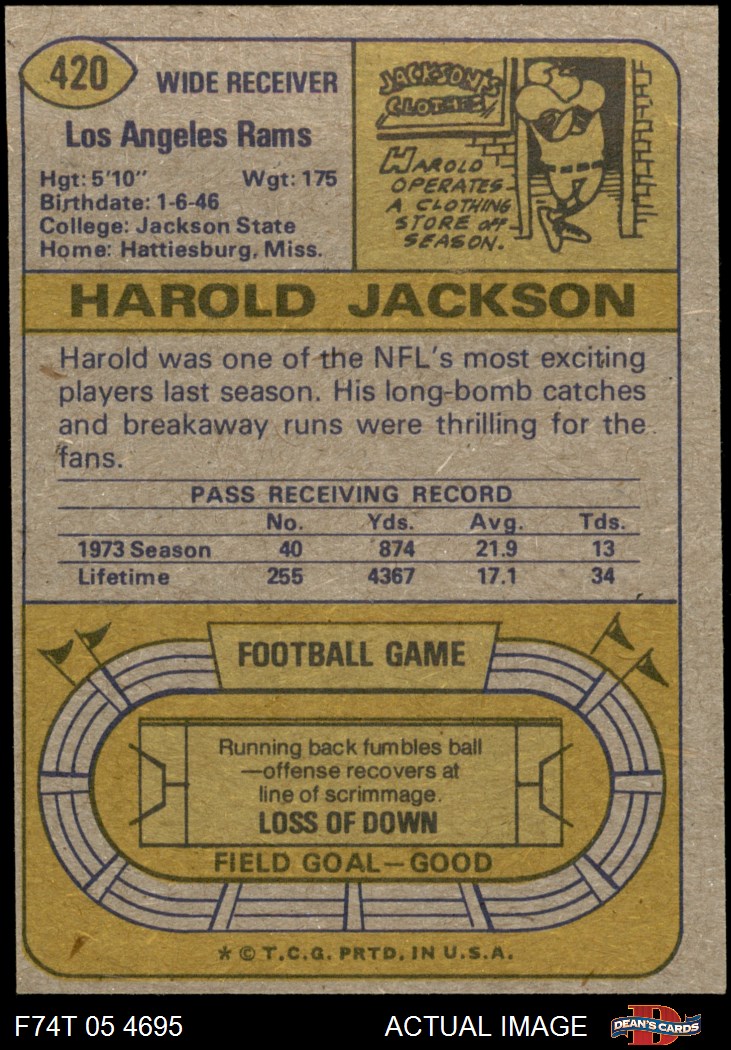 420
WIDE RECEIVER
Los Angeles Rams
Hgt: 5'10" Wgt: 175
Birthdate: 1-6-46
College: Jackson State
Home: Hattiesburg, Miss.
JACKSON'S
CLOTHES
HAROLD
OPERATES
A CLOTHING
STORE OFF
SEASON.
HAROLD JACKSON
Harold was one of the NFL's most exciting
players last season. His long-bomb catches
and breakaway runs were thrilling for the
fans.
PASS RECEIVING RECORD
No. Yds. Avg. Tds.
1973 Season 40 874 21.9 13
Lifetime 255 4367 17.1 34
FOOTBALL GAME
Running back fumbles ball
—offense recovers at
line of scrimmage.
LOSS OF DOWN
FIELD GOAL—GOOD
* © T.C.G. PRTD. IN U.S.A.
F74T 05 4695 ACTUAL IMAGE
D
DEAN'S CARDS